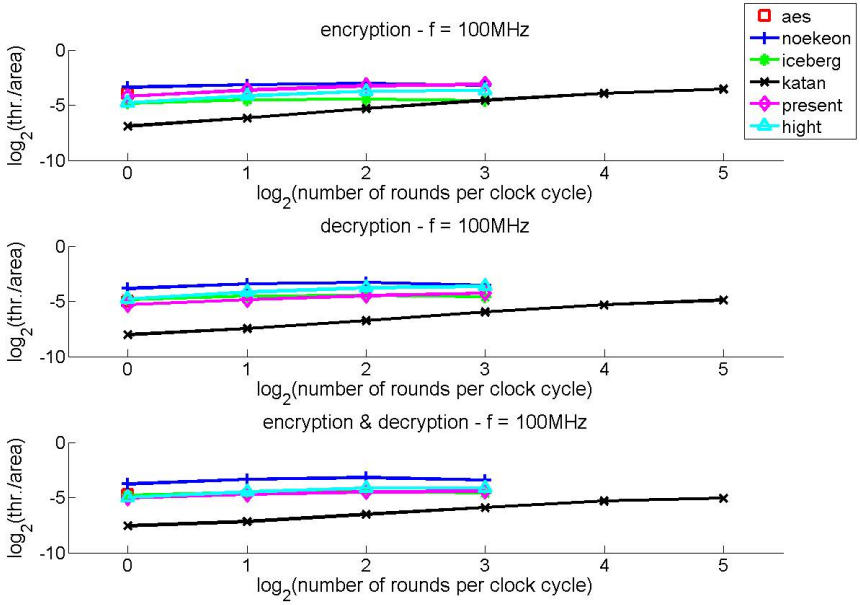 encryption - f = 100MHz
0
-5
-10
log2(thr./area)
0 1 2 3 4 5
log2(number of rounds per clock cycle)
aes
noekeon
iceberg
katan
present
hight
decryption - f = 100MHz
0
-5
-10
log2(thr./area)
0 1 2 3 4 5
log2(number of rounds per clock cycle)
encryption & decryption - f = 100MHz
0
-5
-10
log2(thr./area)
0 1 2 3 4 5
log2(number of rounds per clock cycle)